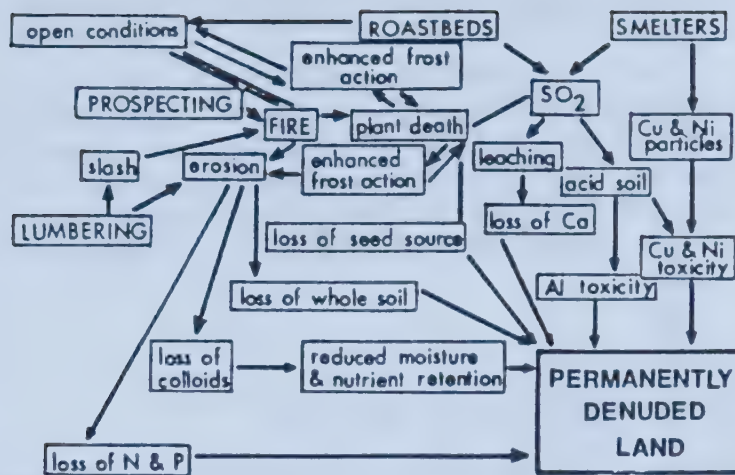 open conditions
ROASTBEDS
SMELTERS
enhanced frost
action
PROSPECTING
SO2
FIRE
plant death
Cu & Ni
particles
slash
erosion
enhanced
frost action
leaching
acid soil
LUMBERING
loss of seed source
loss of Ca
Cu & Ni
toxicity
loss of whole soil
Al toxicity
loss of
colloids
reduced moisture
& nutrient retention
PERMANENTLY
DENUDED
LAND
loss of N & P